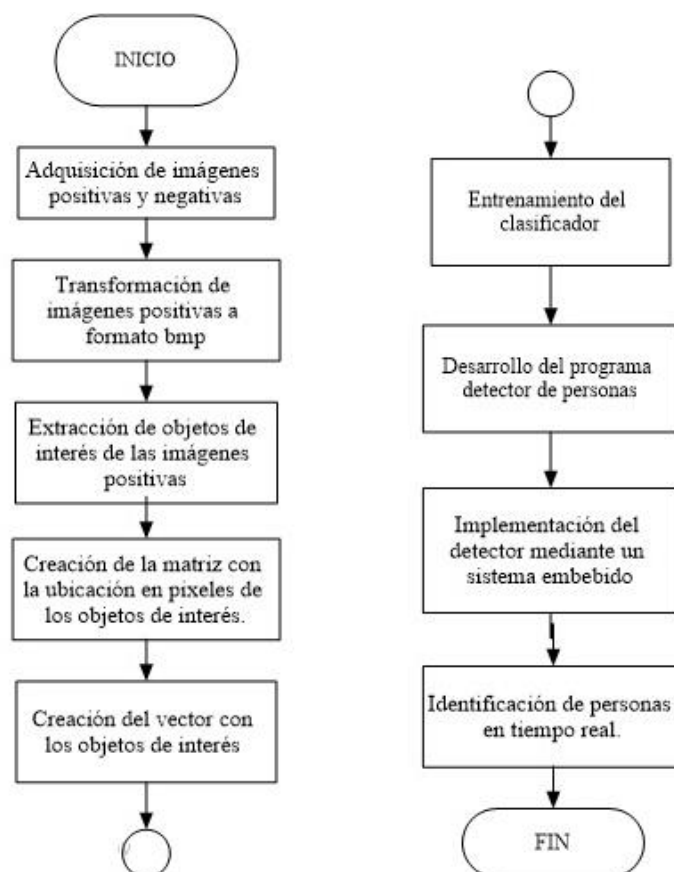 INICIO
Adquisición de imágenes
positivas y negativas
Transformación de
imágenes positivas a
formato bmp
Extracción de objetos de
interés de las imágenes
positivas
Creación de la matriz con
la ubicación en pixeles de
los objetos de interés.
Creación del vector con
los objetos de interés
Entrenamiento del
clasificador
Desarrollo del programa
detector de personas
Implementación del
detector mediante un
sistema embebido
Identificación de personas
en tiempo real.
FIN